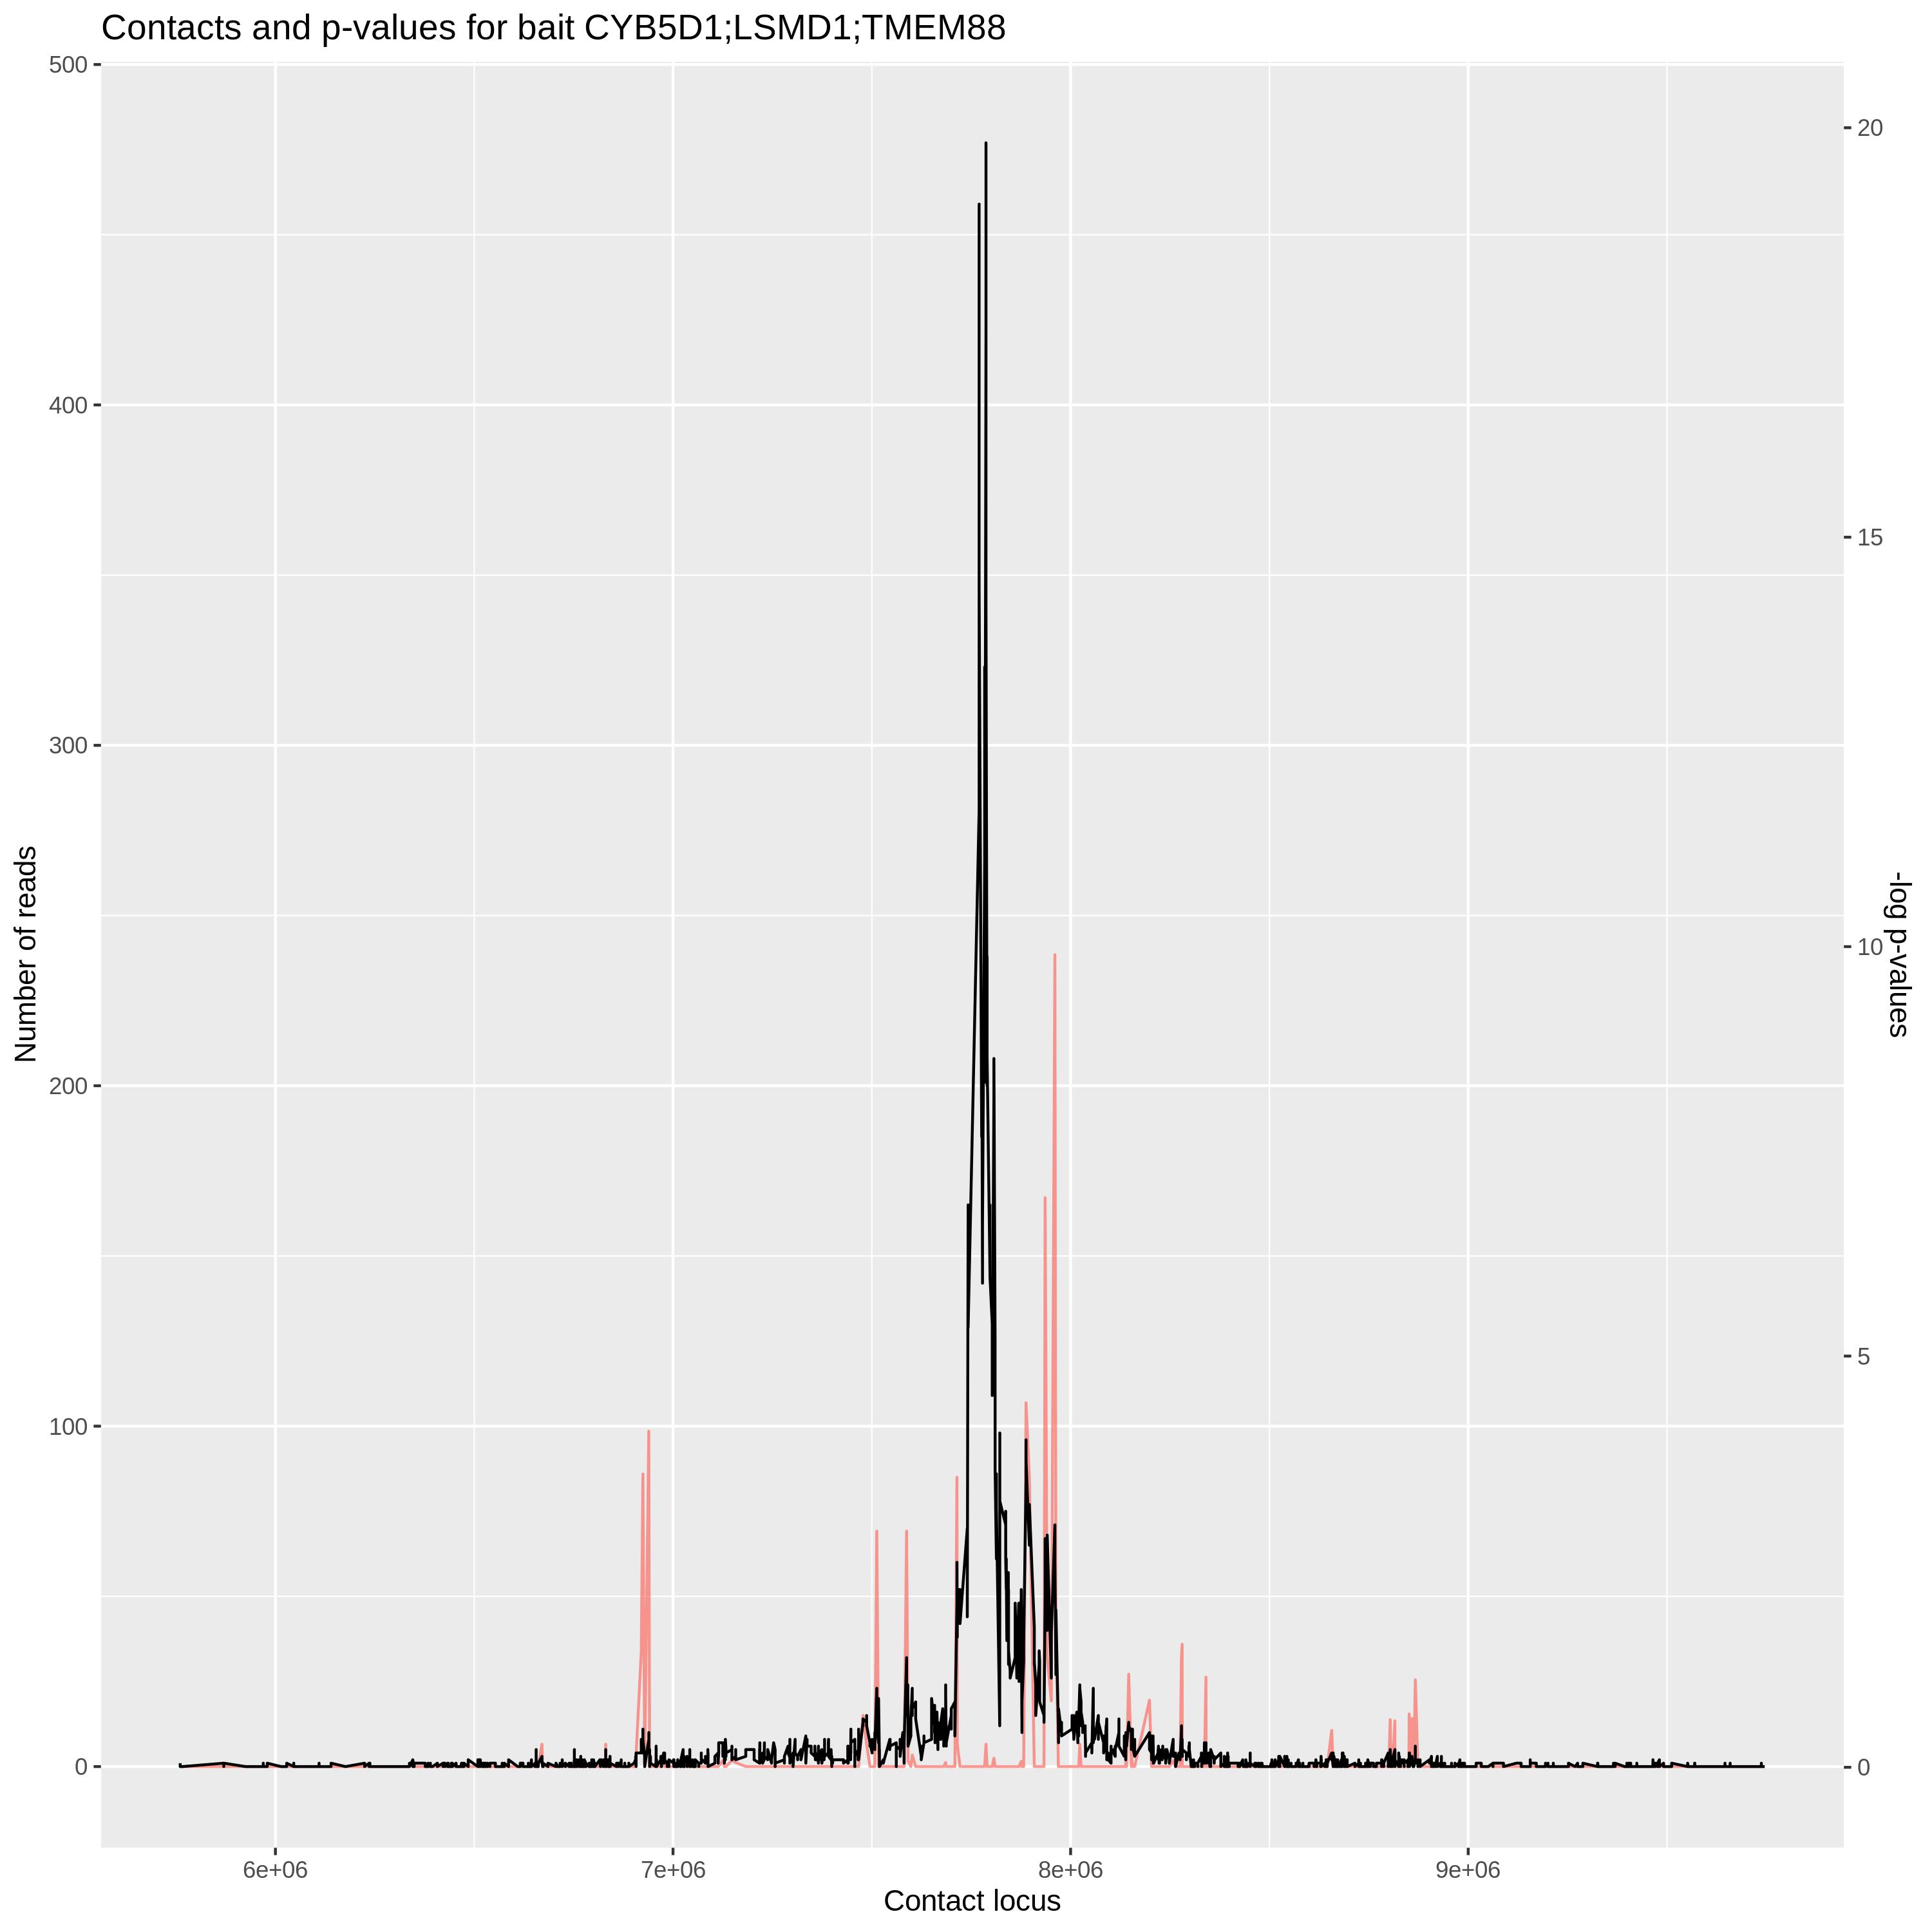 Contacts and p-values for bait CYB5D1;LSMD1;TMEM88
500
400
300
200
100
0
Number of reads
20
15
10
5
0
-log p-values
6e+06
7e+06
8e+06
9e+06
Contact locus